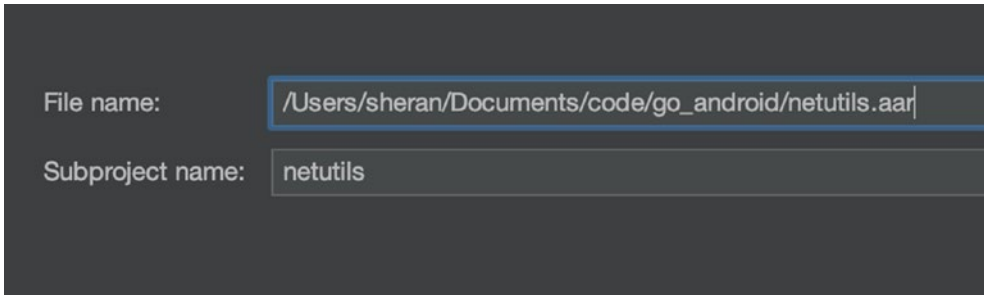 File name: /Users/sheran/Documents/code/go_android/netutils.aar
Subproject name: netutils